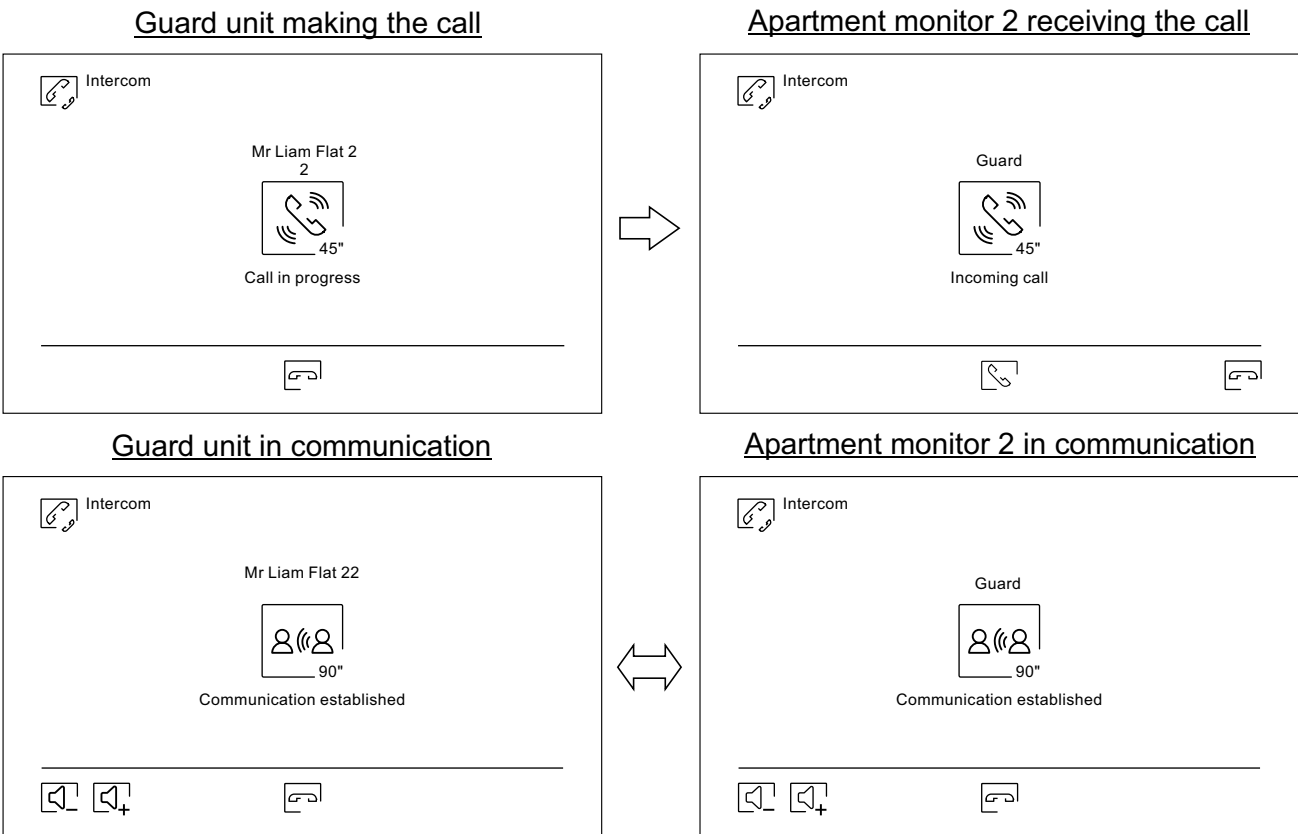 Guard unit making the call
Apartment monitor 2 receiving the call
Intercom
Mr Liam Flat 2
2
45"
Call in progress
Intercom
Guard
45"
Incoming call
Guard unit in communication
Apartment monitor 2 in communication
Intercom
Mr Liam Flat 22
90"
Communication established
Intercom
Guard
90"
Communication established